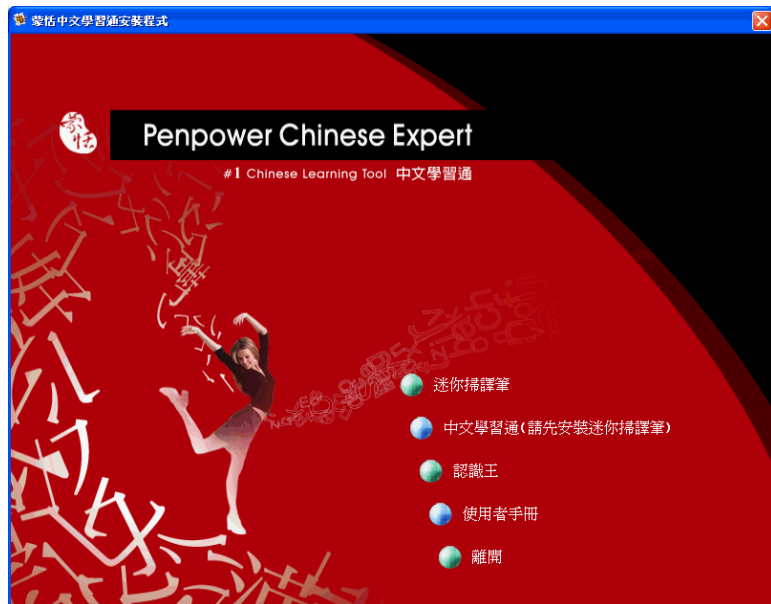 蒙恬中文學習通安裝程式
蒙恬
Penpower Chinese Expert
#1 Chinese Learning Tool 中文學習通
迷你掃譯筆
中文學習通(請先安裝迷你掃譯筆)
認識王
使用者手冊
離開